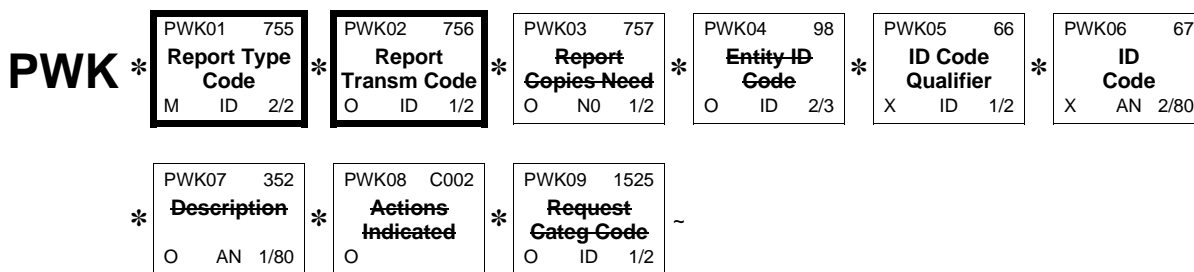 PWK * PWK01 755 * PWK02 756 * PWK03 757 * PWK04 98 * PWK05 66 * PWK06 67
Report Type Report Report Entity ID ID Code ID
Code Transm Code Copies Need Code Qualifier Code
M ID 2/2 O ID 1/2 O N0 1/2 O ID 2/3 X ID 1/2 X AN 2/80
* PWK07 352 * PWK08 C002 * PWK09 1525 ~
Description Actions Request
Indicated Categ Code
O AN 1/80 O O ID 1/2